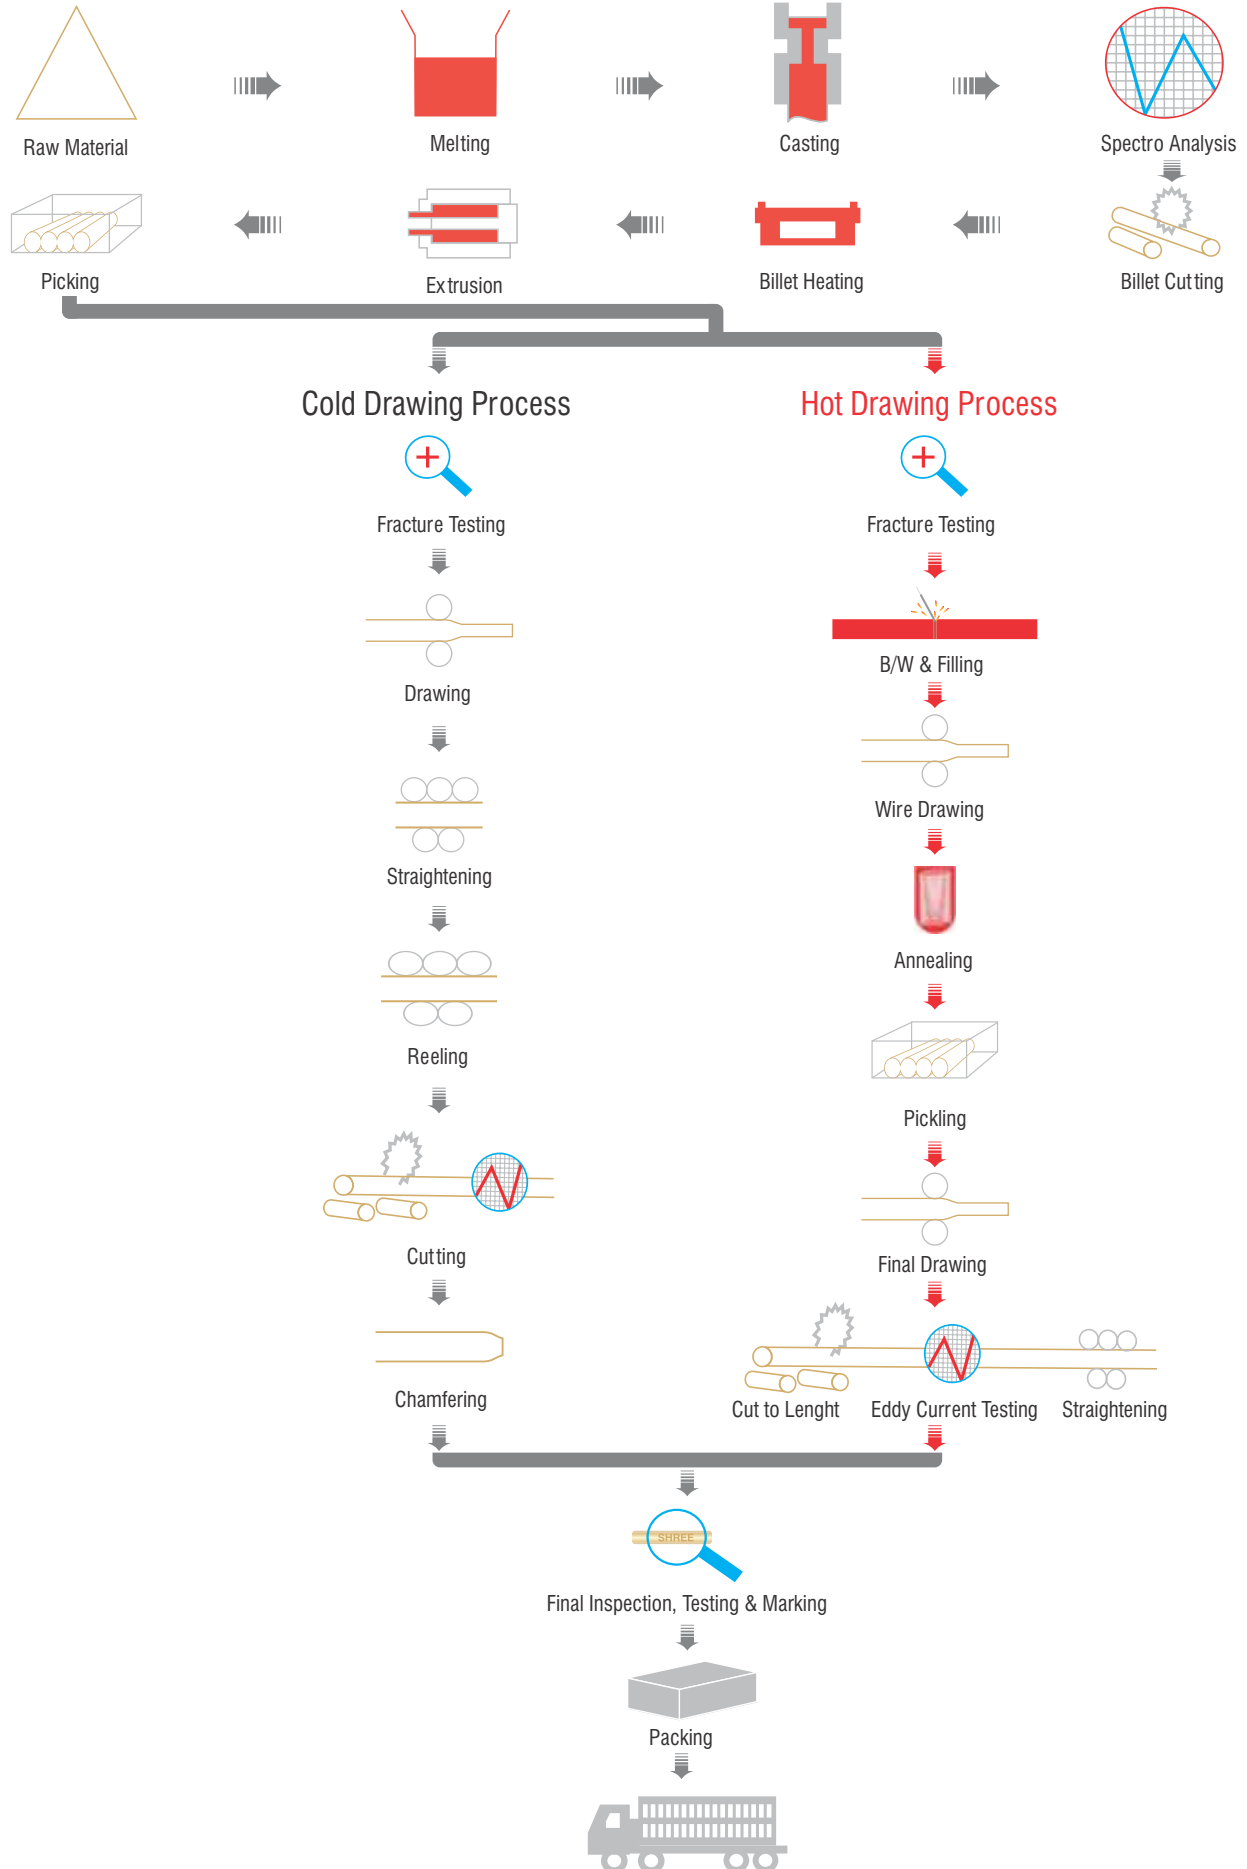 Raw Material
Melting
Casting
Spectro Analysis
Picking
Extrusion
Billet Heating
Billet Cutting
Cold Drawing Process
Hot Drawing Process
Fracture Testing
Fracture Testing
B/W & Filling
Drawing
Wire Drawing
Straightening
Annealing
Reeling
Pickling
Cutting
Final Drawing
Chamfering
Cut to Lenght
Eddy Current Testing
Straightening
SHREE
Final Inspection, Testing & Marking
Packing